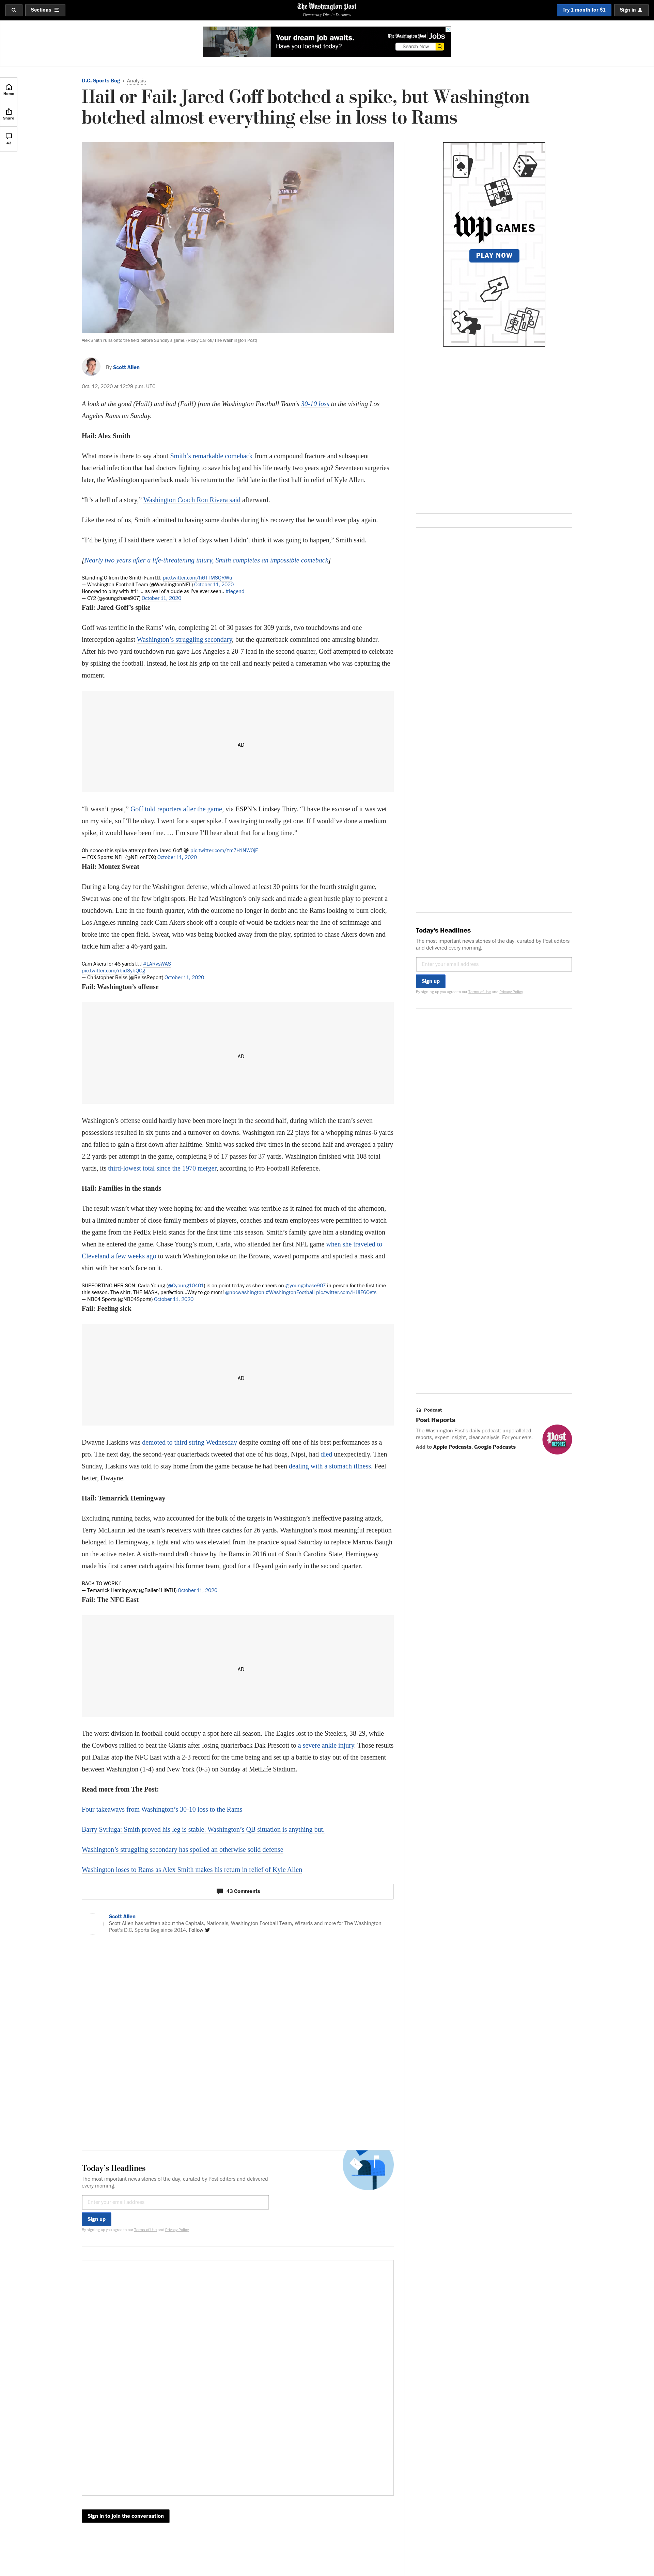 Sections
The Washington Post
Democracy Dies in Darkness
Try 1 month for $1
Sign in
Your dream job awaits.
Have you looked today?
The Washington Post Jobs
Search Now
Home
Share
43
D.C. Sports Bog • Analysis
Hail or Fail: Jared Goff botched a spike, but Washington
botched almost everything else in loss to Rams
Alex Smith runs onto the field before Sunday's game. (Ricky Carioti/The Washington Post)
By Scott Allen
Oct. 12, 2020 at 12:29 p.m. UTC
A look at the good (Hail!) and bad (Fail!) from the Washington Football Team's 30-10 loss to the visiting Los
Angeles Rams on Sunday.
Hail: Alex Smith
What more is there to say about Smith's remarkable comeback from a compound fracture and subsequent
bacterial infection that had doctors fighting to save his leg and his life nearly two years ago? Seventeen surgeries
later, the Washington quarterback made his return to the field late in the first half in relief of Kyle Allen.
“It's a hell of a story,” Washington Coach Ron Rivera said afterward.
Like the rest of us, Smith admitted to having some doubts during his recovery that he would ever play again.
“I'd be lying if I said there weren't a lot of days when I didn't think it was going to happen,” Smith said.
[Nearly two years after a life-threatening injury, Smith completes an impossible comeback]
Standing O from the Smith Fam
— Washington Football Team (@WashingtonNFL) October 11, 2020
Honored to play with #11... as real of a dude as I've ever seen.. #legend
— CY2 (@youngchase907) October 11, 2020
Fail: Jared Goff's spike
Goff was terrific in the Rams' win, completing 21 of 30 passes for 309 yards, two touchdowns and one
interception against Washington's struggling secondary, but the quarterback committed one amusing blunder.
After his two-yard touchdown run gave Los Angeles a 20-7 lead in the second quarter, Goff attempted to celebrate
by spiking the football. Instead, he lost his grip on the ball and nearly pelted a cameraman who was capturing the
moment.
AD
“It wasn't great,” Goff told reporters after the game, via ESPN's Lindsey Thiry. “I have the excuse of it was wet
on my side, so I'll be okay. I went for a super spike. I was trying to really get one. If I would've done a medium
spike, it would have been fine. … I'm sure I'll hear about that for a long time.”
Oh noooo this spike attempt from Jared Goff 😅 pic.twitter.com/Ym7H1NWOjE
— FOX Sports: NFL (@NFLonFOX) October 11, 2020
Hail: Montez Sweat
During a long day for the Washington defense, which allowed at least 30 points for the fourth straight game,
Sweat was one of the few bright spots. He had Washington's only sack and made a great hustle play to prevent a
touchdown. Late in the fourth quarter, with the outcome no longer in doubt and the Rams looking to burn clock,
Los Angeles running back Cam Akers shook off a couple of would-be tacklers near the line of scrimmage and
broke into the open field. Sweat, who was being blocked away from the play, sprinted to chase Akers down and
tackle him after a 46-yard gain.
Cam Akers for 46 yards #LARvsWAS
— Christopher Reiss (@ReissReport) October 11, 2020
Fail: Washington's offense
AD
Washington's offense could hardly have been more inept in the second half, during which the team's seven
possessions resulted in six punts and a turnover on downs. Washington ran 22 plays for a whopping minus-6 yards
and failed to gain a first down after halftime. Smith was sacked five times in the second half and averaged a paltry
2.2 yards per attempt in the game, completing 9 of 17 passes for 37 yards. Washington finished with 108 total
yards, its third-lowest total since the 1970 merger, according to Pro Football Reference.
Hail: Families in the stands
The result wasn't what they were hoping for and the weather was terrible as it rained for much of the afternoon,
but a limited number of close family members of players, coaches and team employees were permitted to watch
the game from the FedEx Field stands for the first time this season. Smith's family gave him a standing ovation
when he entered the game. Chase Young's mom, Carla, who attended her first NFL game when she traveled to
Cleveland a few weeks ago to watch Washington take on the Browns, waved pompons and sported a mask and
shirt with her son's face on it.
SUPPORTING HER SON: Carla Young (@Cyoung10401) is on point today as she cheers on @youngchase907 in person for the first time
this season. The shirt, THE MASK, perfection...Way to go mom! @nbcwashington #WashingtonFootball
— NBC4 Sports (@NBC4Sports) October 11, 2020
Fail: Feeling sick
AD
Dwayne Haskins was demoted to third string Wednesday despite coming off one of his best performances as a
pro. The next day, the second-year quarterback tweeted that one of his dogs, Nipsi, had died unexpectedly. Then
Sunday, Haskins was told to stay home from the game because he had been dealing with a stomach illness. Feel
better, Dwayne.
Hail: Temarrick Hemingway
Excluding running backs, who accounted for the bulk of the targets in Washington's ineffective passing attack,
Terry McLaurin led the team's receivers with three catches for 26 yards. Washington's most meaningful reception
belonged to Hemingway, a tight end who was elevated from the practice squad Saturday to replace Marcus Baugh
on the active roster. A sixth-round draft choice by the Rams in 2016 out of South Carolina State, Hemingway
made his first career catch against his former team, good for a 10-yard gain early in the second quarter.
BACK TO WORK
— Temarrick Hemingway (@Baller4LifeTH) October 11, 2020
Fail: The NFC East
AD
The worst division in football could occupy a spot here all season. The Eagles lost to the Steelers, 38-29, while
the Cowboys rallied to beat the Giants after losing quarterback Dak Prescott to a severe ankle injury. Those results
put Dallas atop the NFC East with a 2-3 record for the time being and set up a battle to stay out of the basement
between Washington (1-4) and New York (0-5) on Sunday at MetLife Stadium.
Read more from The Post:
Four takeaways from Washington's 30-10 loss to the Rams
Barry Svrluga: Smith proved his leg is stable. Washington's QB situation is anything but.
Washington's struggling secondary has spoiled an otherwise solid defense
Washington loses to Rams as Alex Smith makes his return in relief of Kyle Allen
43 Comments
Scott Allen
Scott Allen has written about the Capitals, Nationals, Washington Football Team, Wizards and more for The Washington
Post's D.C. Sports Bog since 2014. Follow
Today's Headlines
The most important news stories of the day, curated by Post editors and delivered
every morning.
Enter your email address
Sign up
By signing up you agree to our Terms of Use and Privacy Policy
Sign in to join the conversation
wp GAMES
PLAY NOW
Today's Headlines
The most important news stories of the day, curated by Post editors
and delivered every morning.
Enter your email address
Sign up
By signing up you agree to our Terms of Use and Privacy Policy
Podcast
Post Reports
The Washington Post's daily podcast: unparalleled
reports, expert insight, clear analysis. For your ears.
Add to Apple Podcasts, Google Podcasts
Post
REPORTS